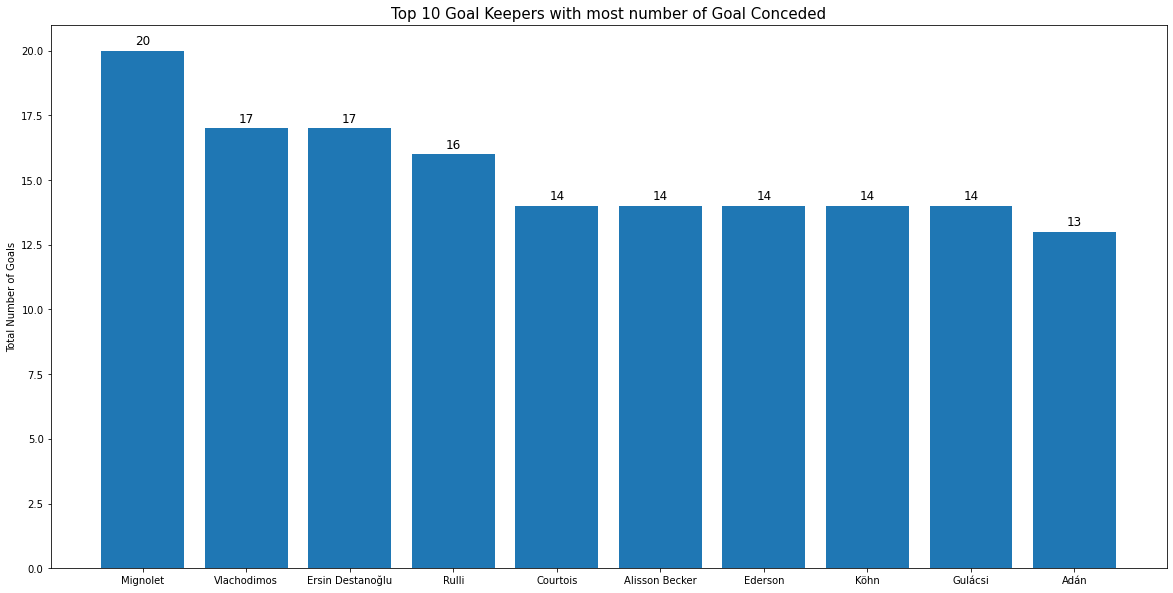 Top 10 Goal Keepers with most number of Goal Conceded
Total Number of Goals
20.0
17.5
15.0
12.5
10.0
7.5
5.0
2.5
0.0
20
17
17
16
14
14
14
14
14
13
Mignolet
Vlachodimos
Ersin Destanoğlu
Rulli
Courtois
Alisson Becker
Ederson
Köhn
Gulácsi
Adán